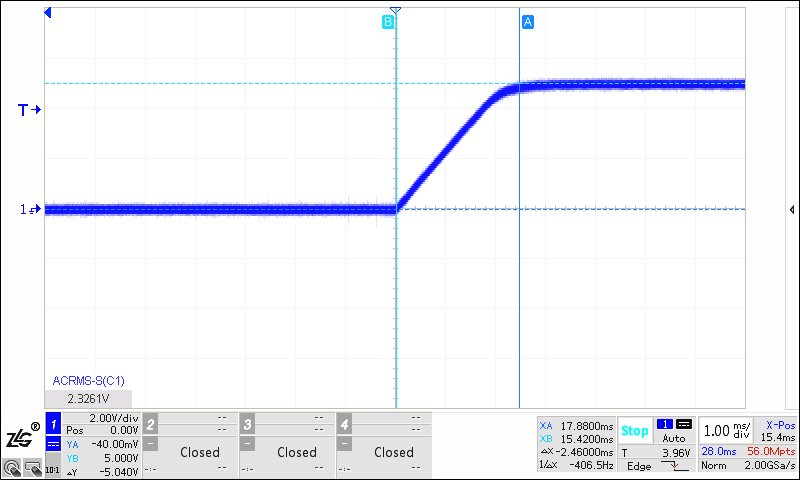 B
A
T
1
ACRMS-S(C1)
2.3261V
1
2.00V/div
Pos 0.00V
YA -40.00mV
YB 5.000V
△Y -5.040V
10:1
2
--
--
Closed
-:- --
3
--
--
Closed
-:- --
4
--
--
Closed
-:- --
ZLG®
XA 17.8800ms
XB 15.4200ms
△X -2.46000ms
1/△X -406.5Hz
Stop
1
Auto
T 3.96V
Edge
1.00 ms/div
X-Pos
15.4ms
28.0ms 56.0Mpts
Norm 2.00GSa/s